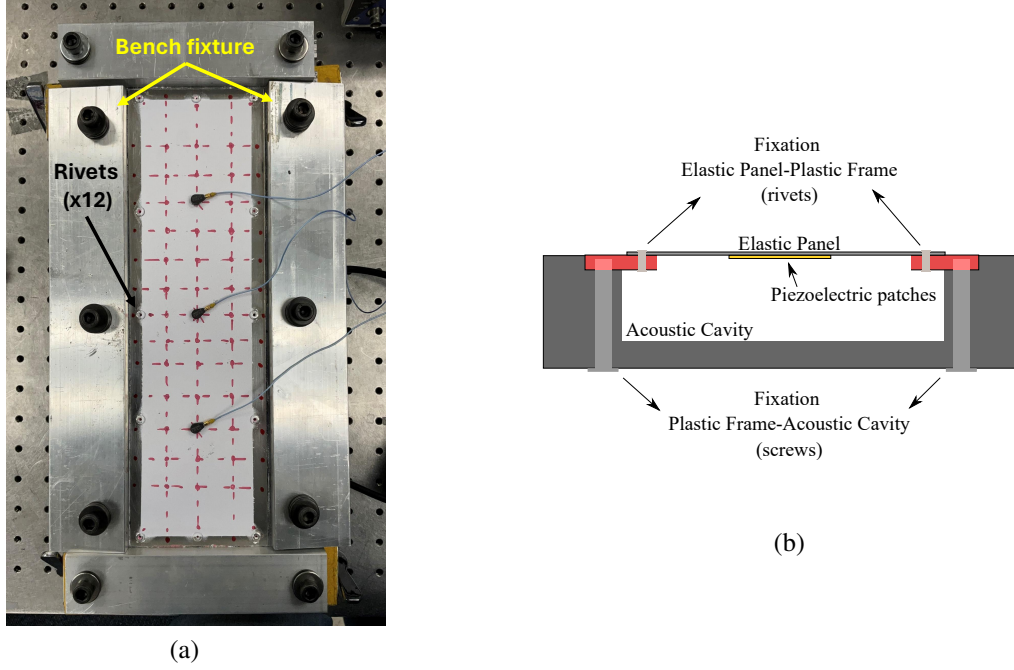 Bench fixture
Rivets
(x12)
(a)
Fixation
Elastic Panel-Plastic Frame
(rivets)
Elastic Panel
Piezoelectric patches
Acoustic Cavity
Fixation
Plastic Frame-Acoustic Cavity
(screws)
(b)